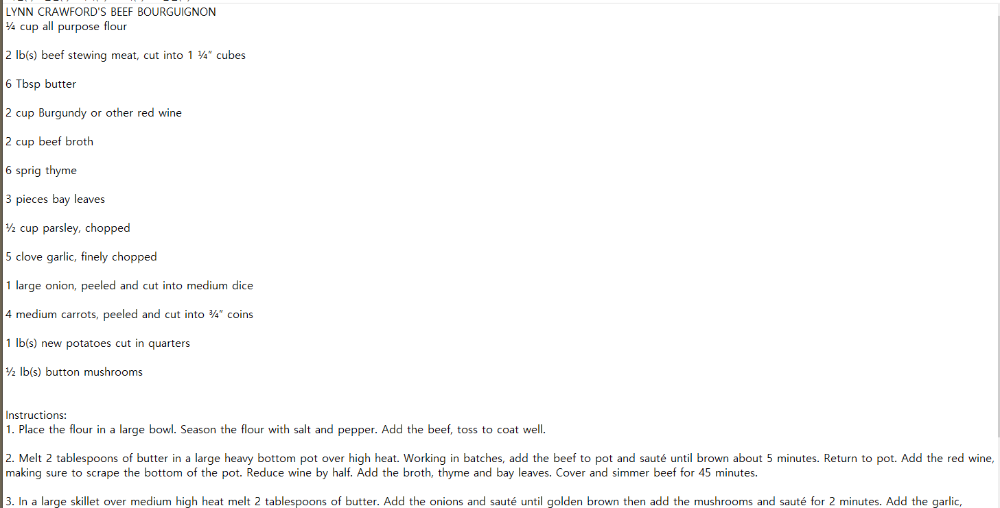 LYNN CRAWFORD'S BEEF BOURGUIGNON
¼ cup all purpose flour
2 lb(s) beef stewing meat, cut into 1 ¼″ cubes
6 Tbsp butter
2 cup Burgundy or other red wine
2 cup beef broth
6 sprig thyme
3 pieces bay leaves
½ cup parsley, chopped
5 clove garlic, finely chopped
1 large onion, peeled and cut into medium dice
4 medium carrots, peeled and cut into ¾″ coins
1 lb(s) new potatoes cut in quarters
½ lb(s) button mushrooms
Instructions:
1. Place the flour in a large bowl. Season the flour with salt and pepper. Add the beef, toss to coat well.
2. Melt 2 tablespoons of butter in a large heavy bottom pot over high heat. Working in batches, add the beef to pot and sauté until brown about 5 minutes. Return to pot. Add the red wine,
making sure to scrape the bottom of the pot. Reduce wine by half. Add the broth, thyme and bay leaves. Cover and simmer beef for 45 minutes.
3. In a large skillet over medium high heat melt 2 tablespoons of butter. Add the onions and sauté until golden brown then add the mushrooms and sauté for 2 minutes. Add the garlic,